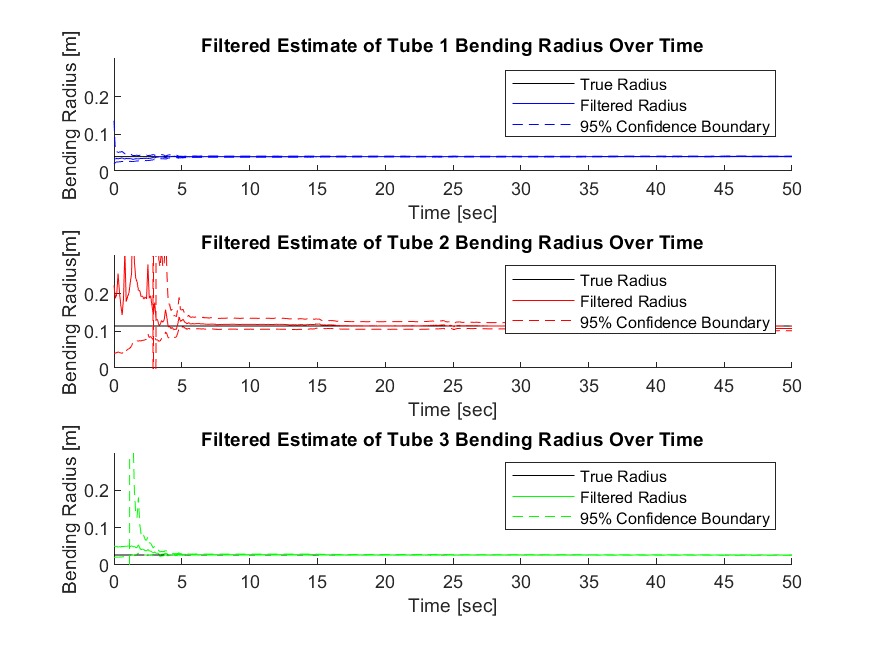 Filtered Estimate of Tube 1 Bending Radius Over Time
Bending Radius [m]
0.2
0.1
0
True Radius
Filtered Radius
95% Confidence Boundary
0 5 10 15 20 25 30 35 40 45 50
Time [sec]
Filtered Estimate of Tube 2 Bending Radius Over Time
Bending Radius[m]
0.2
0.1
0
True Radius
Filtered Radius
95% Confidence Boundary
0 5 10 15 20 25 30 35 40 45 50
Time [sec]
Filtered Estimate of Tube 3 Bending Radius Over Time
Bending Radius [m]
0.2
0.1
0
True Radius
Filtered Radius
95% Confidence Boundary
0 5 10 15 20 25 30 35 40 45 50
Time [sec]